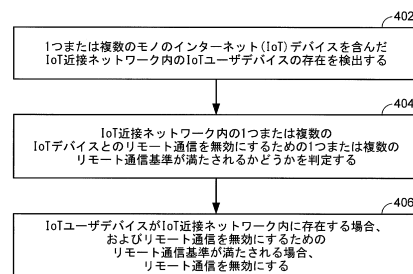 402
1つまたは複数のモノのインターネット(IoT)デバイスを含んだ
IoT近接ネットワーク内のIoTユーザデバイスの存在を検出する
404
IoT近接ネットワーク内の1つまたは複数の
IoTデバイスとのリモート通信を無効にするための1つまたは複数の
リモート通信基準が満たされるかどうかを判定する
406
IoTユーザデバイスがIoT近接ネットワーク内に存在する場合、
およびリモート通信を無効にするための
リモート通信基準が満たされる場合、
リモート通信を無効にする